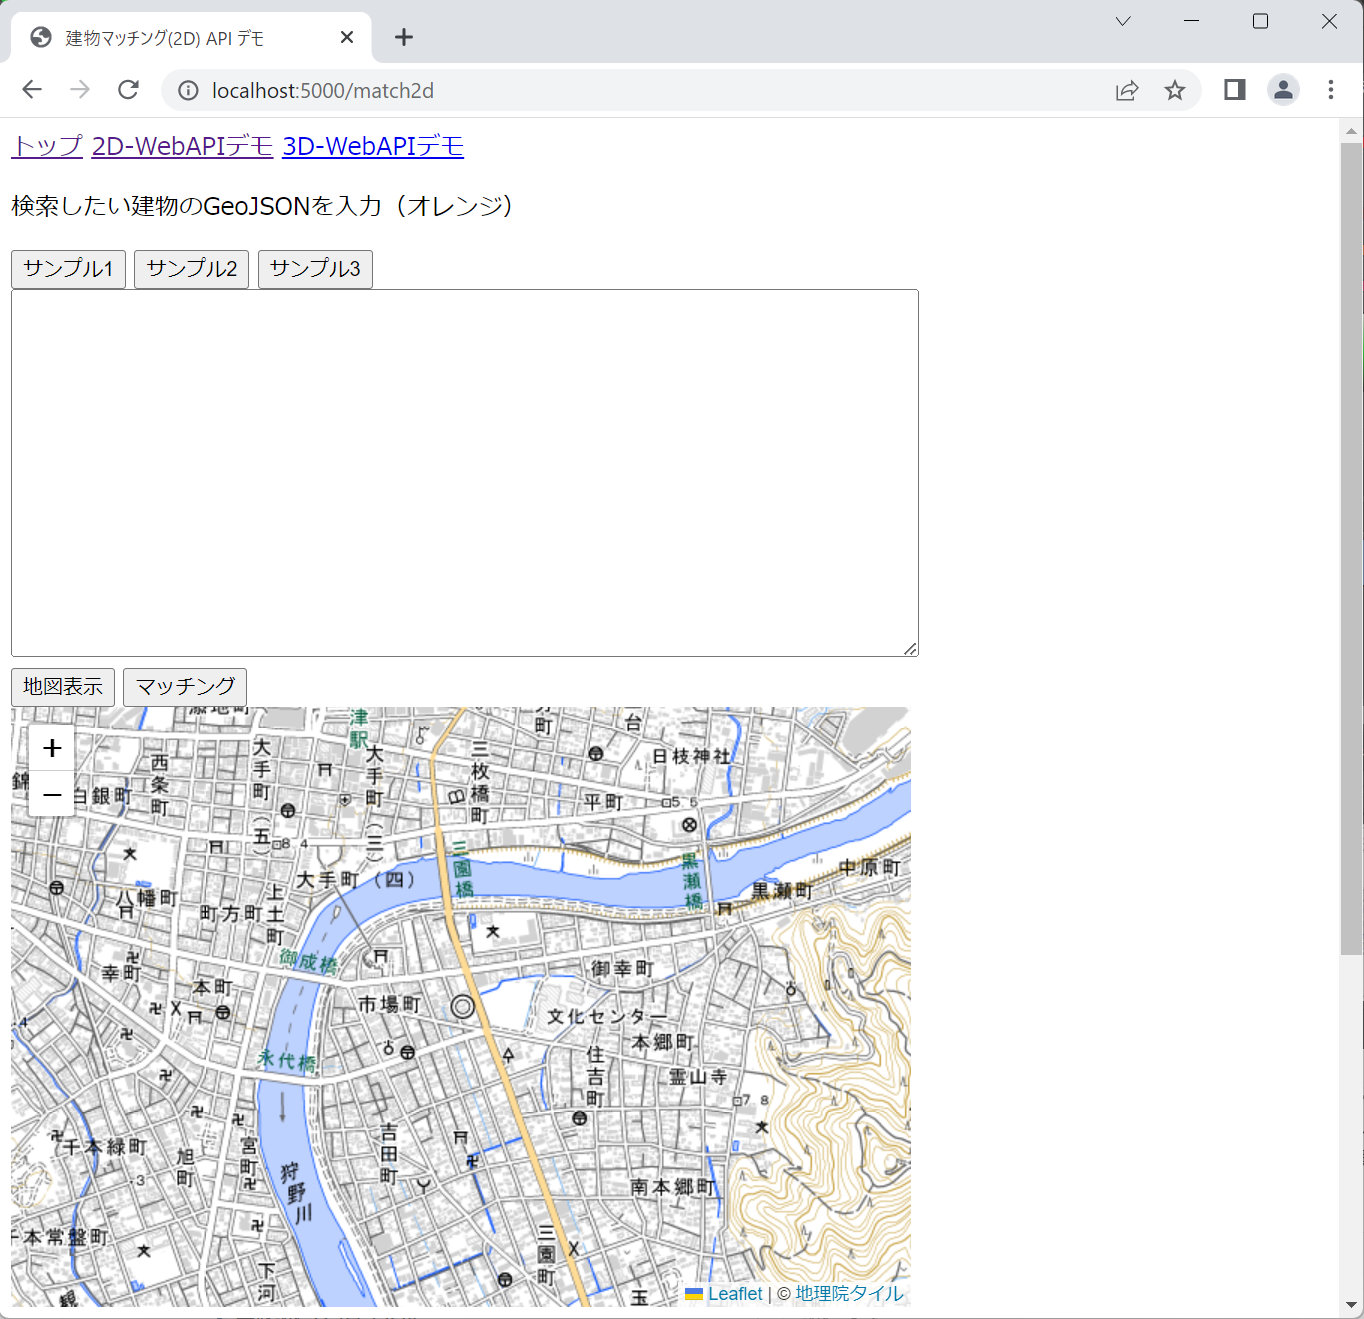 建物マッチング(2D) API デモ
localhost:5000/match2d
トップ 2D-WebAPIデモ 3D-WebAPIデモ
検索したい建物のGeoJSONを入力（オレンジ）
サンプル1 サンプル2 サンプル3
地図表示 マッチング
+
−
津駅
大手町（五）
大手町（三）
西条町
三枚橋町
町
台
日枝神社
白銀町
平町
5.6
8.4
三園橋
黒瀬橋
中原町
大手町（四）
黒瀬町
八幡町
町方町
上土町
御成橋
幸町
本町
市場町
御幸町
文化センター
本郷町
住吉町
霊山寺
永代橋
7.8
千本緑町
旭町
宮町
吉田町
狩野川
南本郷町
本常盤町
三園町
下河
玉
Leaflet | © 地理院タイル